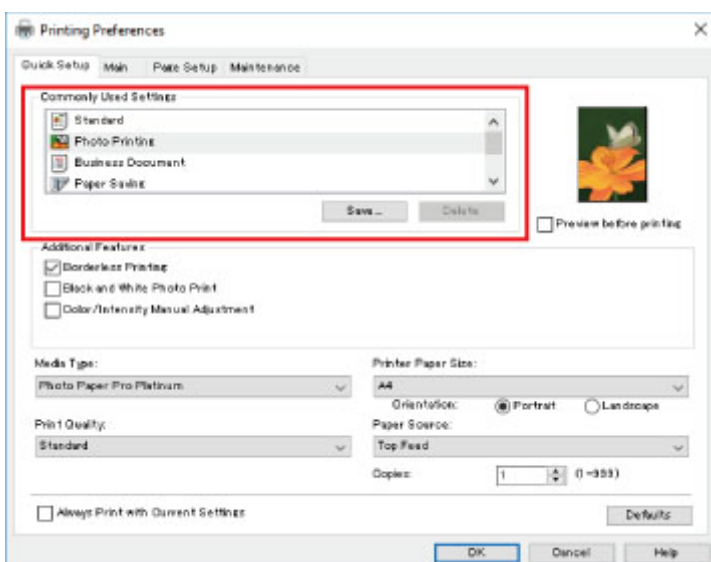 Printing Preferences
Quick Setup Main Page Setup Maintenance
Commonly Used Settings
Standard
Photo Printing
Business Document
Paper Saving
Save... Delete
Preview before printing
Additional Features
Borderless Printing
Black and White Photo Print
Color/Intensity Manual Adjustment
Media Type: Printer Paper Size:
Photo Paper Pro Platinum A4
Orientation: Portrait Landscape
Print Quality: Paper Source:
Standard Top Feed
Copies: 1 (1-999)
Always Print with Current Settings Defaults
OK Cancel Help